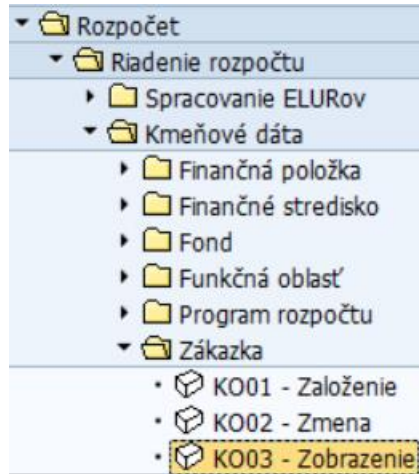 Rozpočet
Riadenie rozpočtu
Spracovanie ELURov
Kmeňové dáta
Finančná položka
Finančné stredisko
Fond
Funkčná oblasť
Program rozpočtu
Zákazka
KO01 - Založenie
KO02 - Zmena
KO03 - Zobrazenie